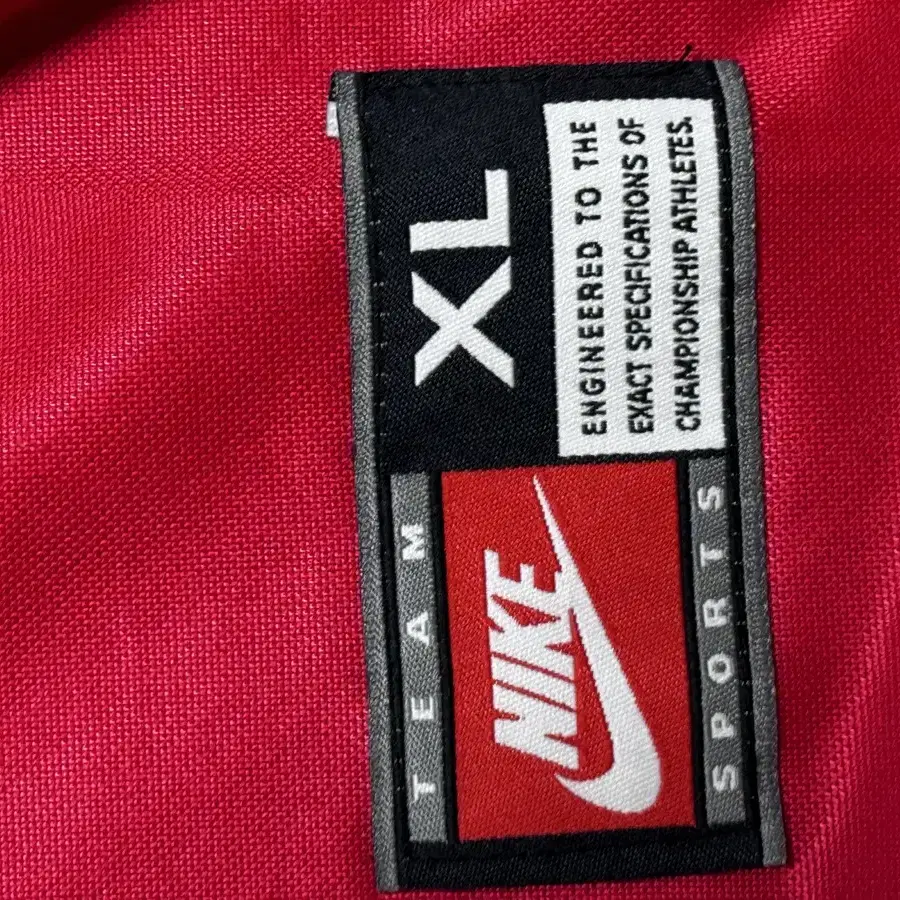 TEAM
NIKE
SPORTS
XL
ENGINEERED TO THE
EXACT SPECIFICATIONS OF
CHAMPIONSHIP ATHLETES.